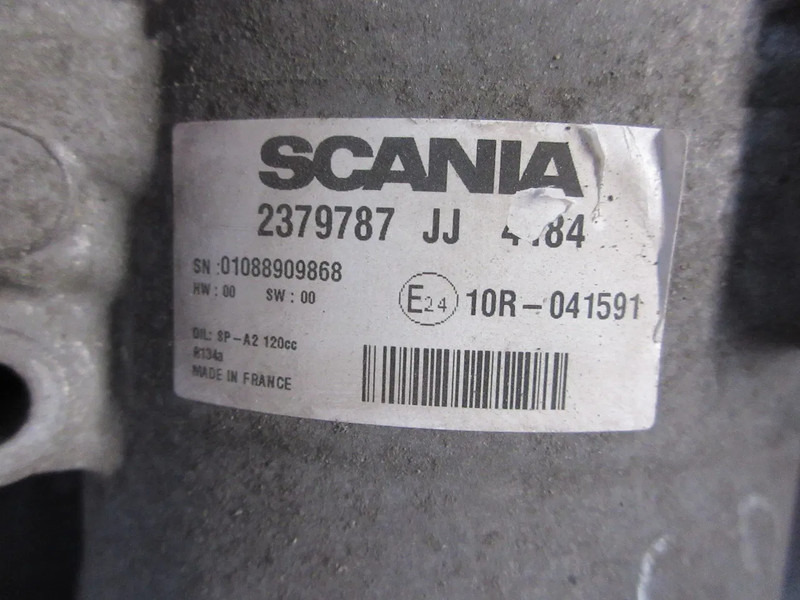 SCANIA
2379787 JJ
SN :01088909868
HW : 00 SW : 00
E24 10R-041591
OIL: SP-A2 120cc
R134a
MADE IN FRANCE